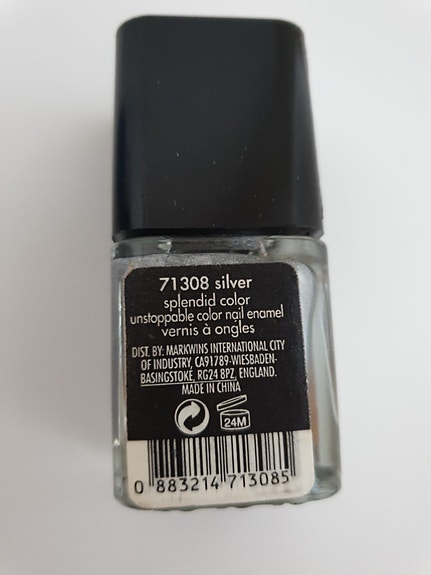 71308 silver
splendid color
unstoppable color nail enamel
vernis à ongles
DIST. BY: MARKWINS INTERNATIONAL CITY
OF INDUSTRY, CA91789-WIESBADEN-
BASINGSTOKE, RG24 8PZ, ENGLAND.
MADE IN CHINA
24M
0 883214 713085